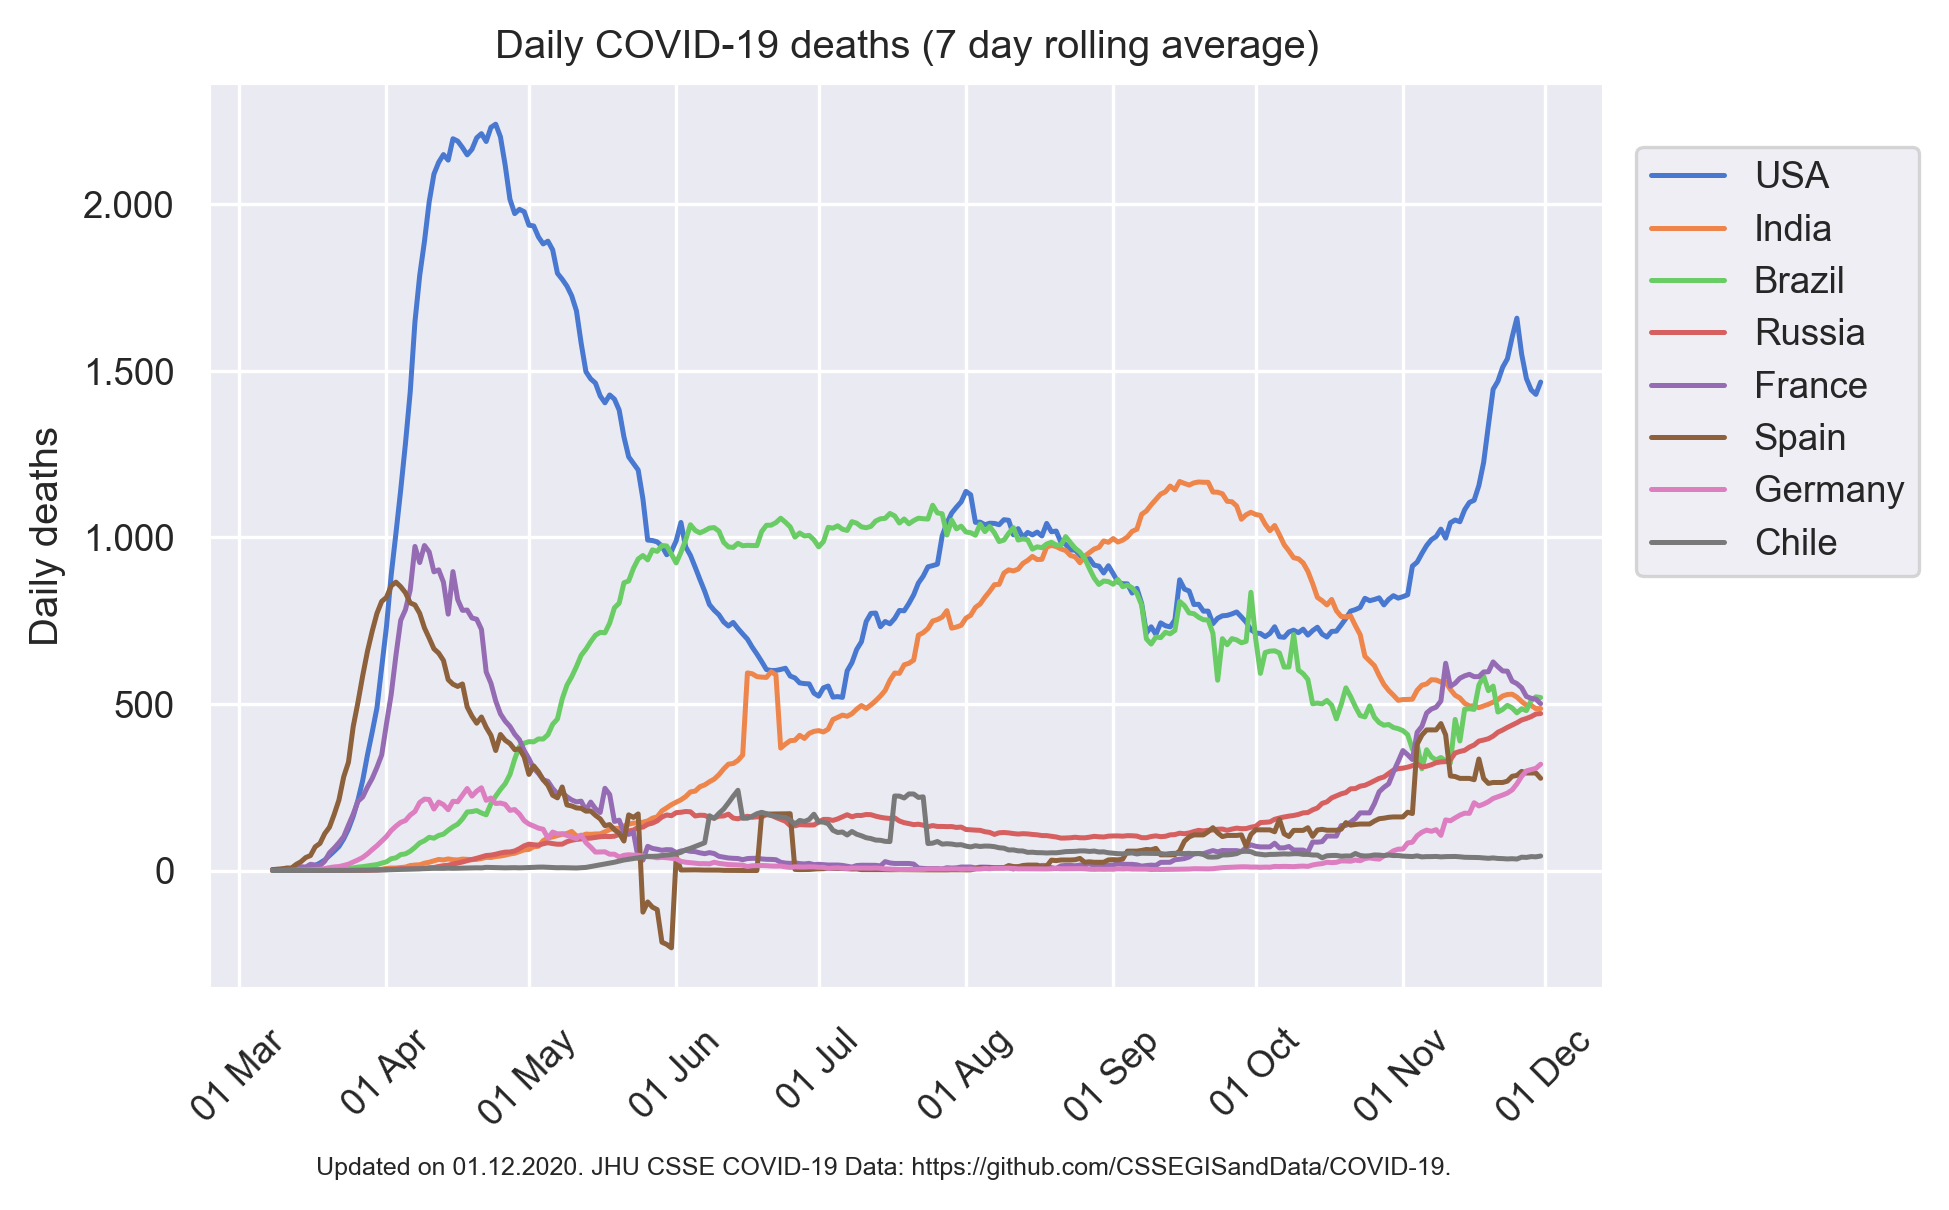 Daily COVID-19 deaths (7 day rolling average)
Daily deaths
2.000
1.500
1.000
500
0
01 Mar
01 Apr
01 May
01 Jun
01 Jul
01 Aug
01 Sep
01 Oct
01 Nov
01 Dec
USA
India
Brazil
Russia
France
Spain
Germany
Chile
Updated on 01.12.2020. JHU CSSE COVID-19 Data: https://github.com/CSSEGISandData/COVID-19.